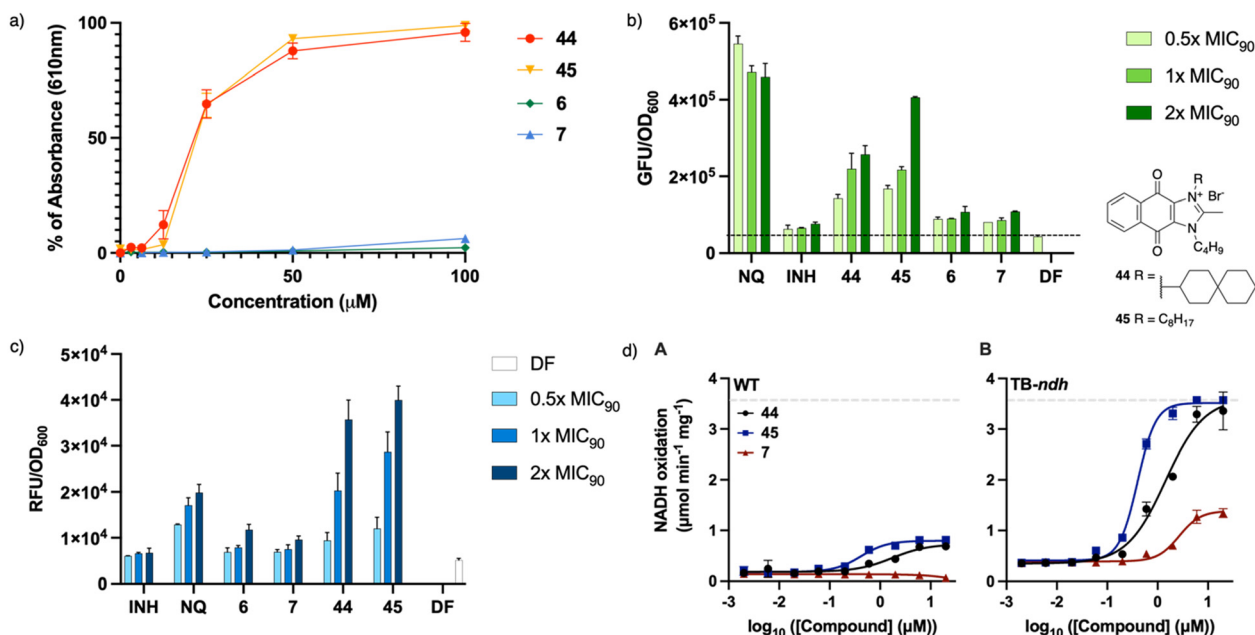 a)
% of Absorbance (610nm)
100
50
0
0
50
100
Concentration (μM)
44
45
6
7
b)
GFU/OD600
6×10⁵
4×10⁵
2×10⁵
0
NQ INH 44 45 6 7 DF
0.5x MIC90
1x MIC90
2x MIC90
O
R
N+ Br-
N
O
C4H9
44 R =
45 R = C8H17
c)
RFU/OD600
5×10⁴
4×10⁴
3×10⁴
2×10⁴
1×10⁴
0
INH NQ 6 7 44 45 DF
DF
0.5x MIC90
1x MIC90
2x MIC90
d) A
WT
44
45
7
NADH oxidation
(μmol min⁻¹ mg⁻¹)
4
3
2
1
0
-3 -2 -1 0 1 2
log10 ([Compound] (μM))
B
TB-ndh
4
3
2
1
0
-3 -2 -1 0 1 2
log10 ([Compound] (μM))